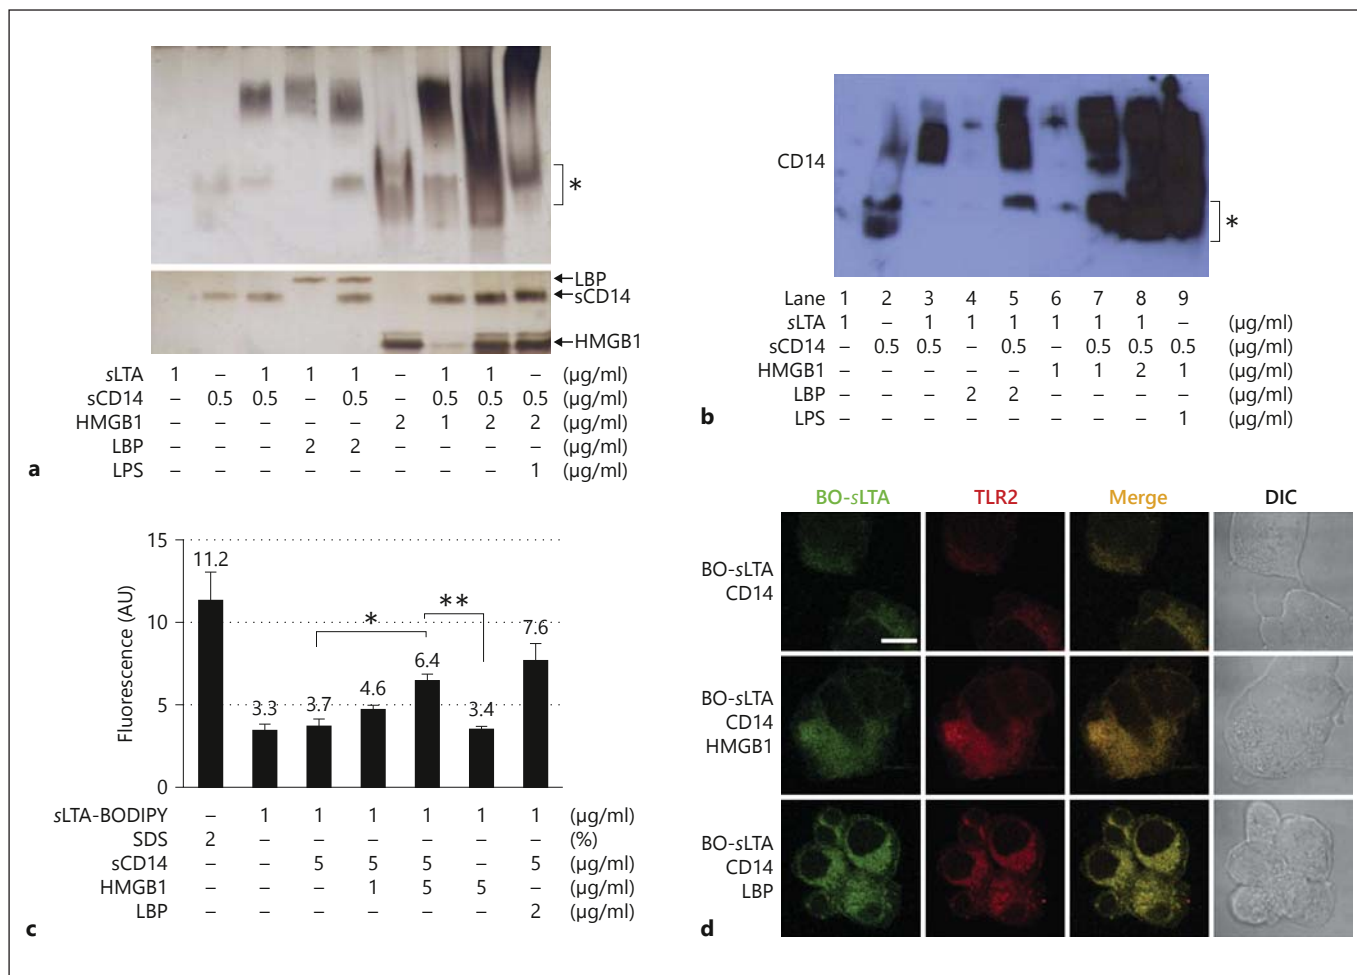 *
LBP
sCD14
HMGB1
sLTA 1 – 1 1 1 – 1 1 – (µg/ml)
sCD14 – 0.5 0.5 – 0.5 – 0.5 0.5 0.5 (µg/ml)
HMGB1 – – – – – 2 1 2 2 (µg/ml)
LBP – – – 2 2 – – – – (µg/ml)
a LPS – – – – – – – – 1 (µg/ml)
CD14
*
Lane 1 2 3 4 5 6 7 8 9
sLTA 1 – 1 1 1 1 1 1 – (µg/ml)
sCD14 – 0.5 0.5 – 0.5 – 0.5 0.5 0.5 (µg/ml)
HMGB1 – – – – – 1 1 2 1 (µg/ml)
LBP – – – 2 2 – – – – (µg/ml)
b LPS – – – – – – – – 1 (µg/ml)
Fluorescence (AU)
15
10
5
0
11.2
3.3
3.7
4.6
6.4
3.4
7.6
*
**
sLTA-BODIPY – 1 1 1 1 1 1 (µg/ml)
SDS 2 – – – – – – (%)
sCD14 – – 5 5 5 – 5 (µg/ml)
HMGB1 – – – 1 5 5 – (µg/ml)
LBP – – – – – – 2 (µg/ml)
c
BO-sLTA TLR2 Merge DIC
BO-sLTA
CD14
BO-sLTA
CD14
HMGB1
BO-sLTA
CD14
LBP
d